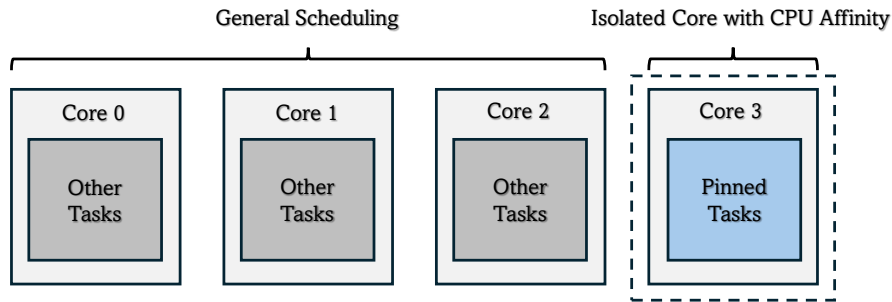 General Scheduling
Isolated Core with CPU Affinity
Core 0
Other
Tasks
Core 1
Other
Tasks
Core 2
Other
Tasks
Core 3
Pinned
Tasks